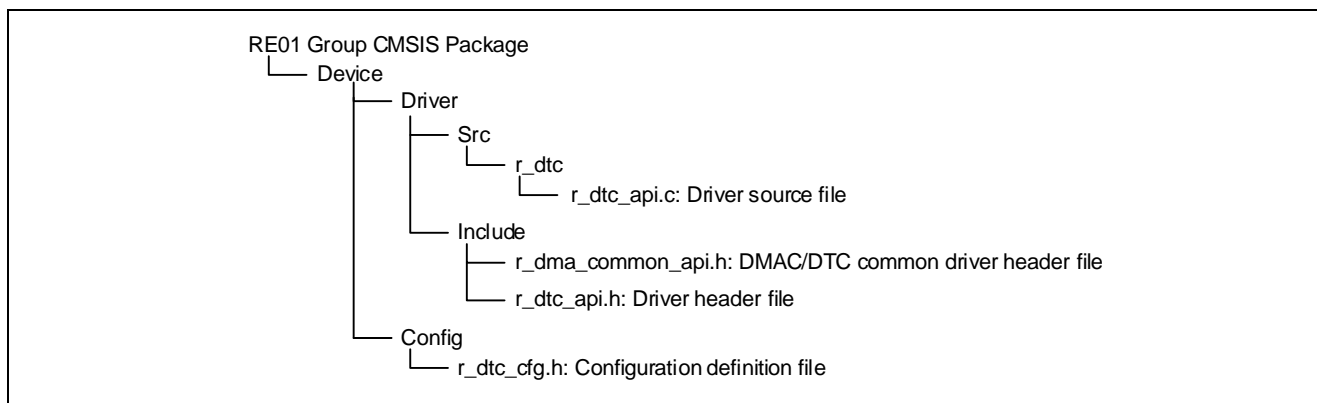 RE01 Group CMSIS Package
Device
Driver
Src
r_dtc
r_dtc_api.c: Driver source file
Include
r_dma_common_api.h: DMAC/DTC common driver header file
r_dtc_api.h: Driver header file
Config
r_dtc_cfg.h: Configuration definition file